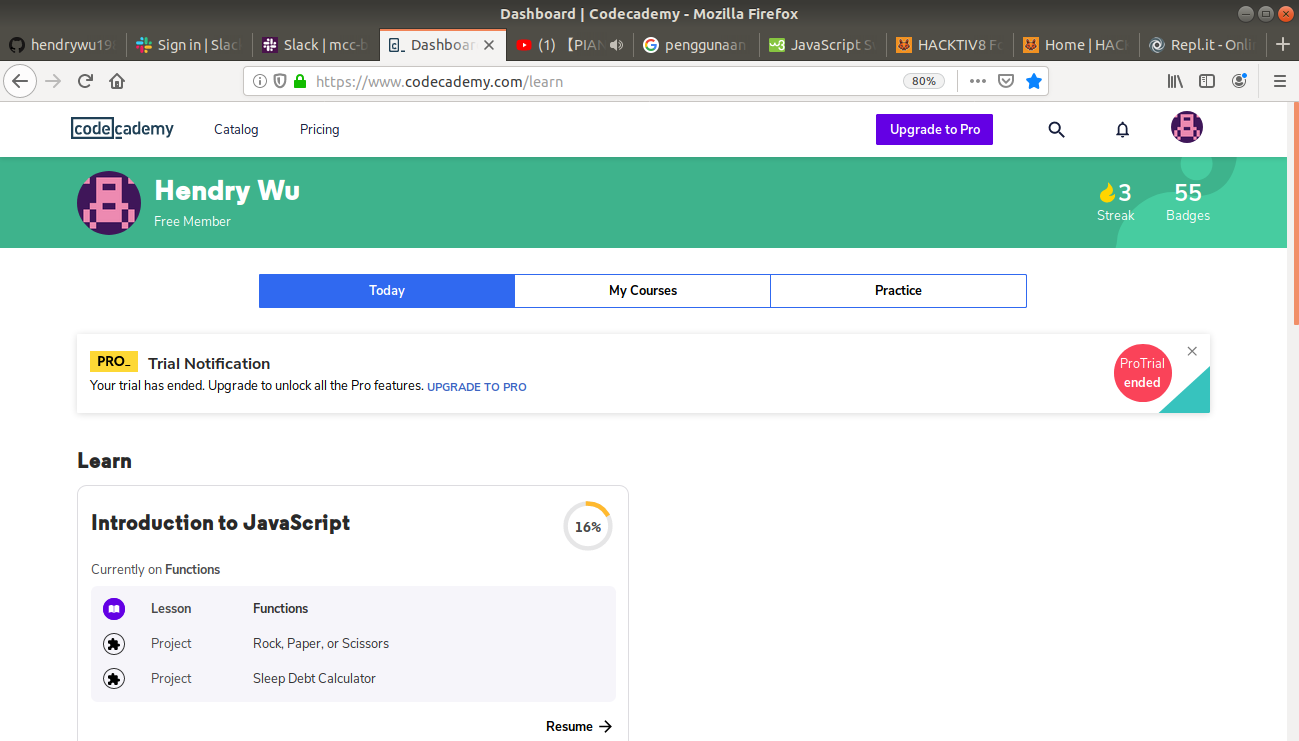 Dashboard | Codecademy - Mozilla Firefox
hendrywu19
Sign in | Slac
Slack | mcc-b
Dashboar
(1) 【PIAN
penggunaan
JavaScript S
HACKTIV8 Fo
Home | HAC
Repl.it - Onli
https://www.codecademy.com/learn
80%
codecademy
Catalog
Pricing
Upgrade to Pro
Hendry Wu
Free Member
3
Streak
55
Badges
Today
My Courses
Practice
PRO_ Trial Notification
Your trial has ended. Upgrade to unlock all the Pro features. UPGRADE TO PRO
ProTrial
ended
Learn
Introduction to JavaScript
16%
Currently on Functions
Lesson Functions
Project Rock, Paper, or Scissors
Project Sleep Debt Calculator
Resume